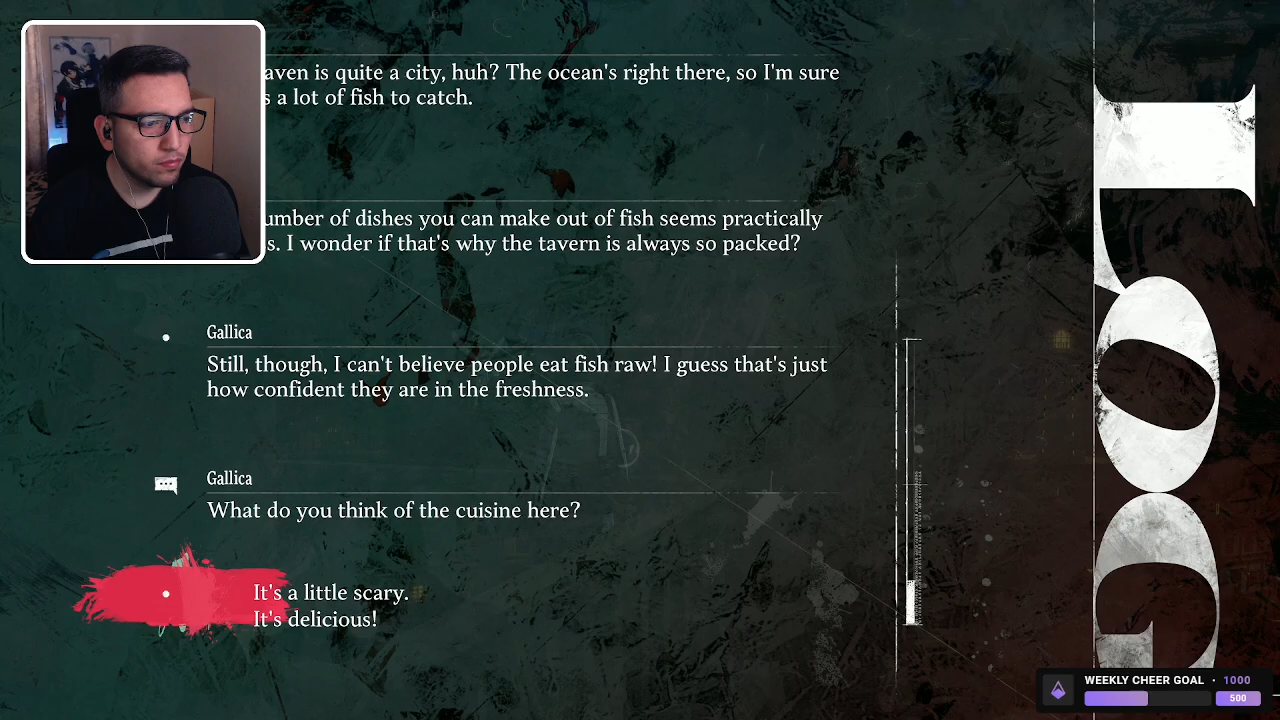 aven is quite a city, huh? The ocean's right there, so I'm sure
s a lot of fish to catch.
umber of dishes you can make out of fish seems practically
s. I wonder if that's why the tavern is always so packed?
Gallica
Still, though, I can't believe people eat fish raw! I guess that's just
how confident they are in the freshness.
Gallica
What do you think of the cuisine here?
It's a little scary.
It's delicious!
LOG
WEEKLY CHEER GOAL · 1000
500